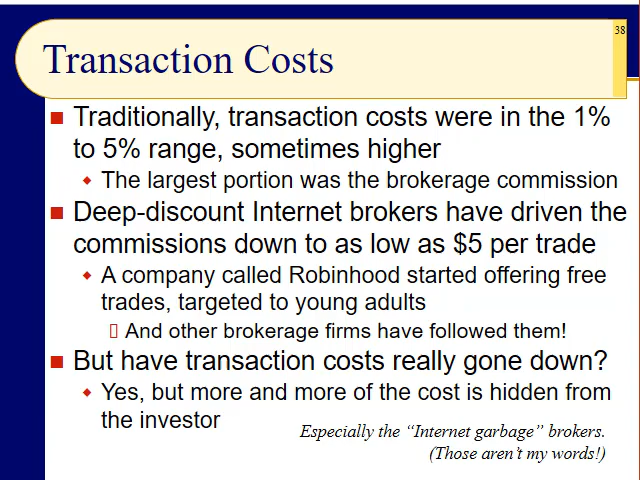 38
Transaction Costs
Traditionally, transaction costs were in the 1%
to 5% range, sometimes higher
The largest portion was the brokerage commission
Deep-discount Internet brokers have driven the
commissions down to as low as $5 per trade
A company called Robinhood started offering free
trades, targeted to young adults
And other brokerage firms have followed them!
But have transaction costs really gone down?
Yes, but more and more of the cost is hidden from
the investor
Especially the “Internet garbage” brokers.
(Those aren’t my words!)